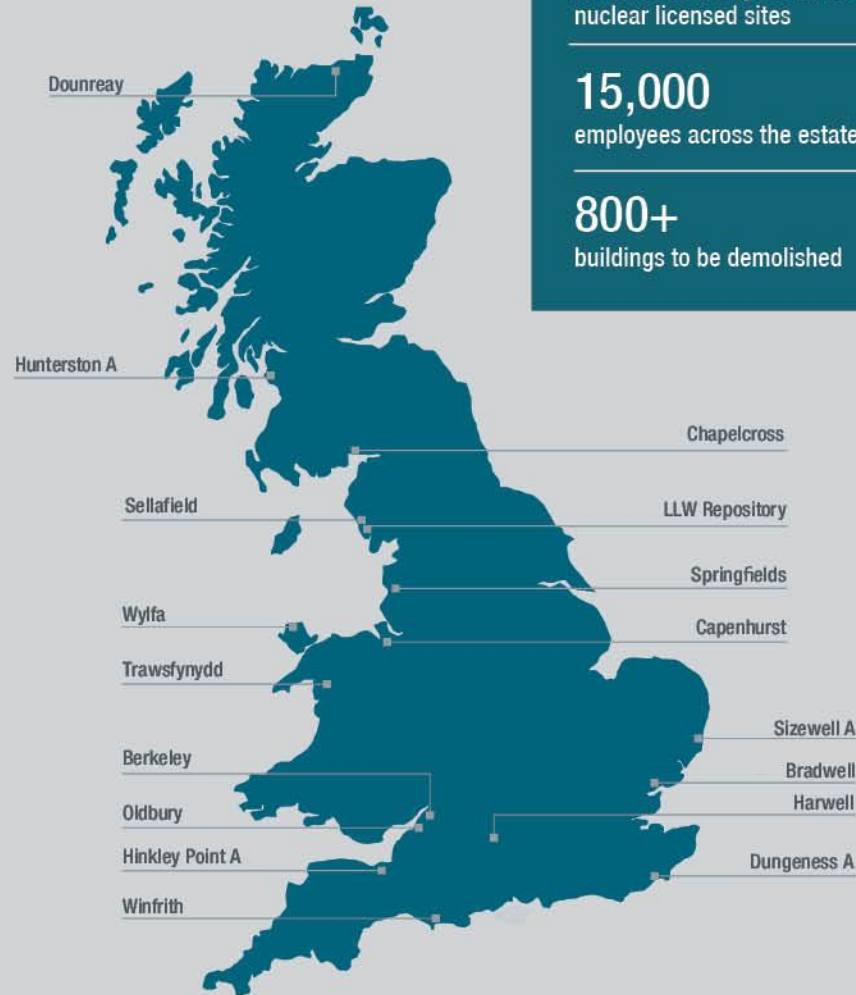 nuclear licensed sites
15,000
employees across the estate
800+
buildings to be demolished
Dounreay
Hunterston A
Chapelcross
Sellafield
LLW Repository
Springfields
Wylfa
Capenhurst
Trawsfynydd
Sizewell A
Berkeley
Bradwell
Harwell
Oldbury
Hinkley Point A
Dungeness A
Winfrith